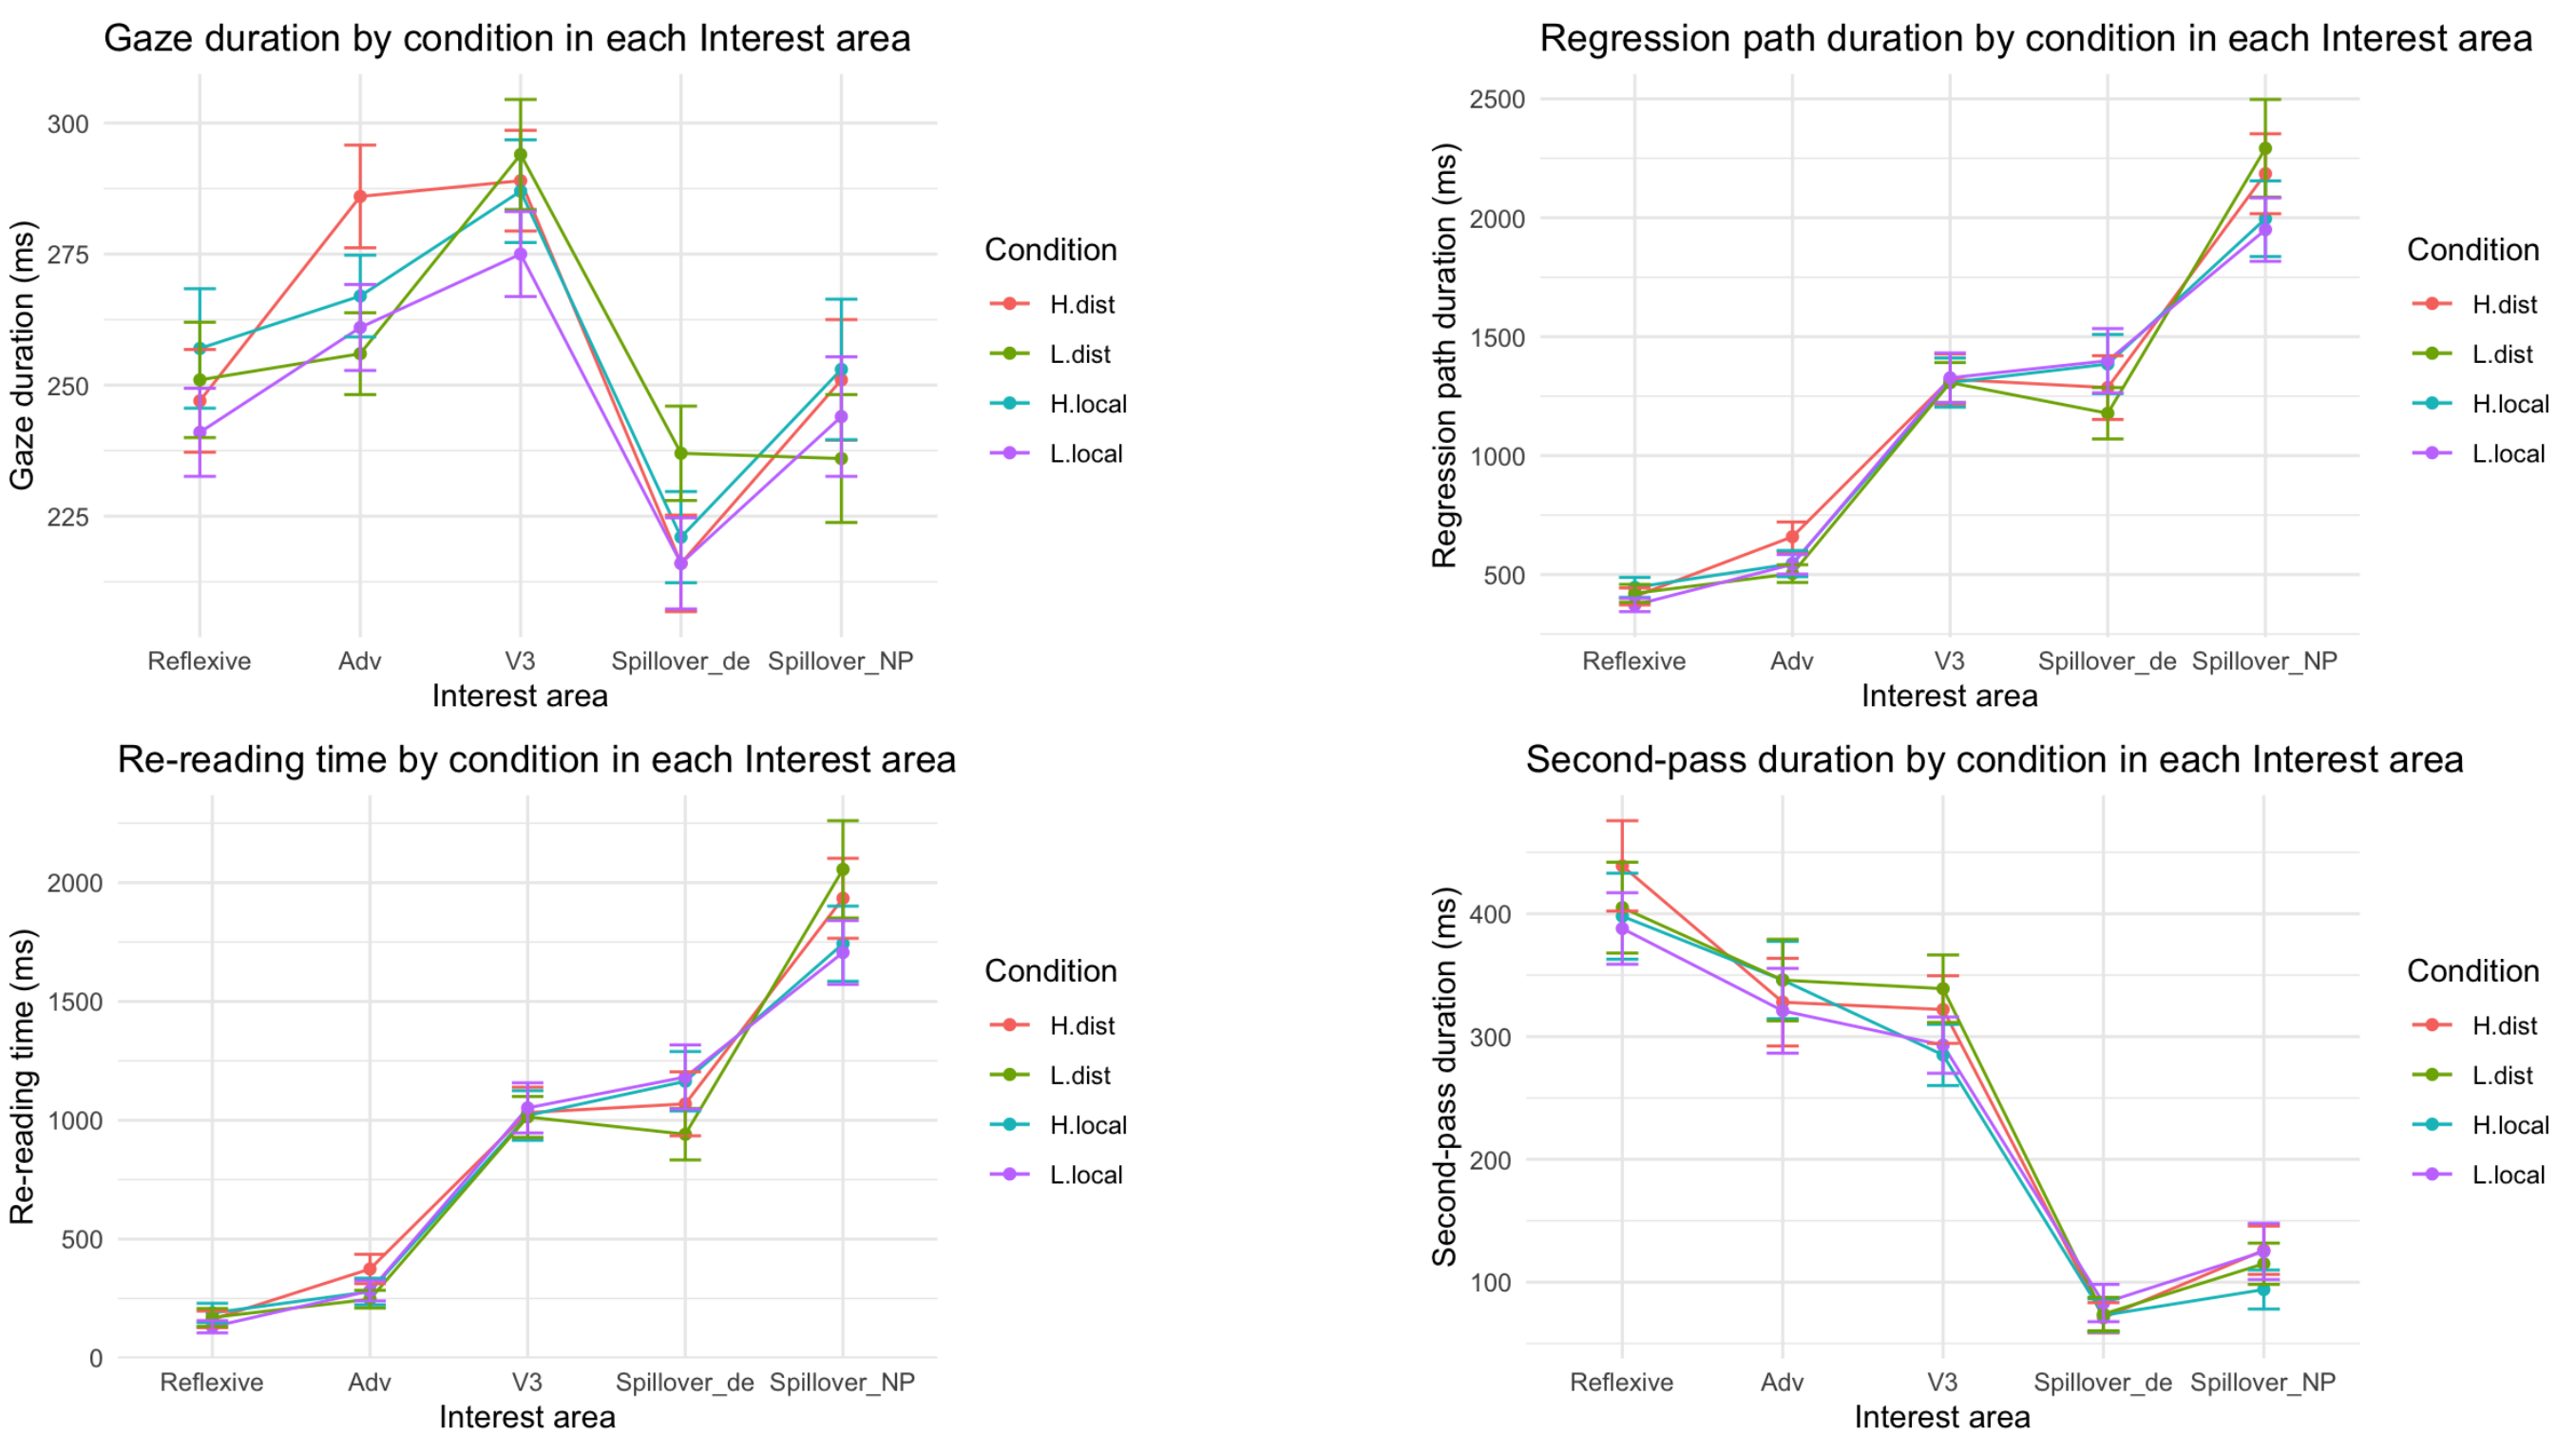 Gaze duration by condition in each Interest area
Gaze duration (ms)
300
275
250
225
Reflexive Adv V3 Spillover_de Spillover_NP
Interest area
Condition
H.dist
L.dist
H.local
L.local
Regression path duration by condition in each Interest area
Regression path duration (ms)
2500
2000
1500
1000
500
Reflexive Adv V3 Spillover_de Spillover_NP
Interest area
Condition
H.dist
L.dist
H.local
L.local
Re-reading time by condition in each Interest area
Re-reading time (ms)
2000
1500
1000
500
0
Reflexive Adv V3 Spillover_de Spillover_NP
Interest area
Condition
H.dist
L.dist
H.local
L.local
Second-pass duration by condition in each Interest area
Second-pass duration (ms)
400
300
200
100
Reflexive Adv V3 Spillover_de Spillover_NP
Interest area
Condition
H.dist
L.dist
H.local
L.local